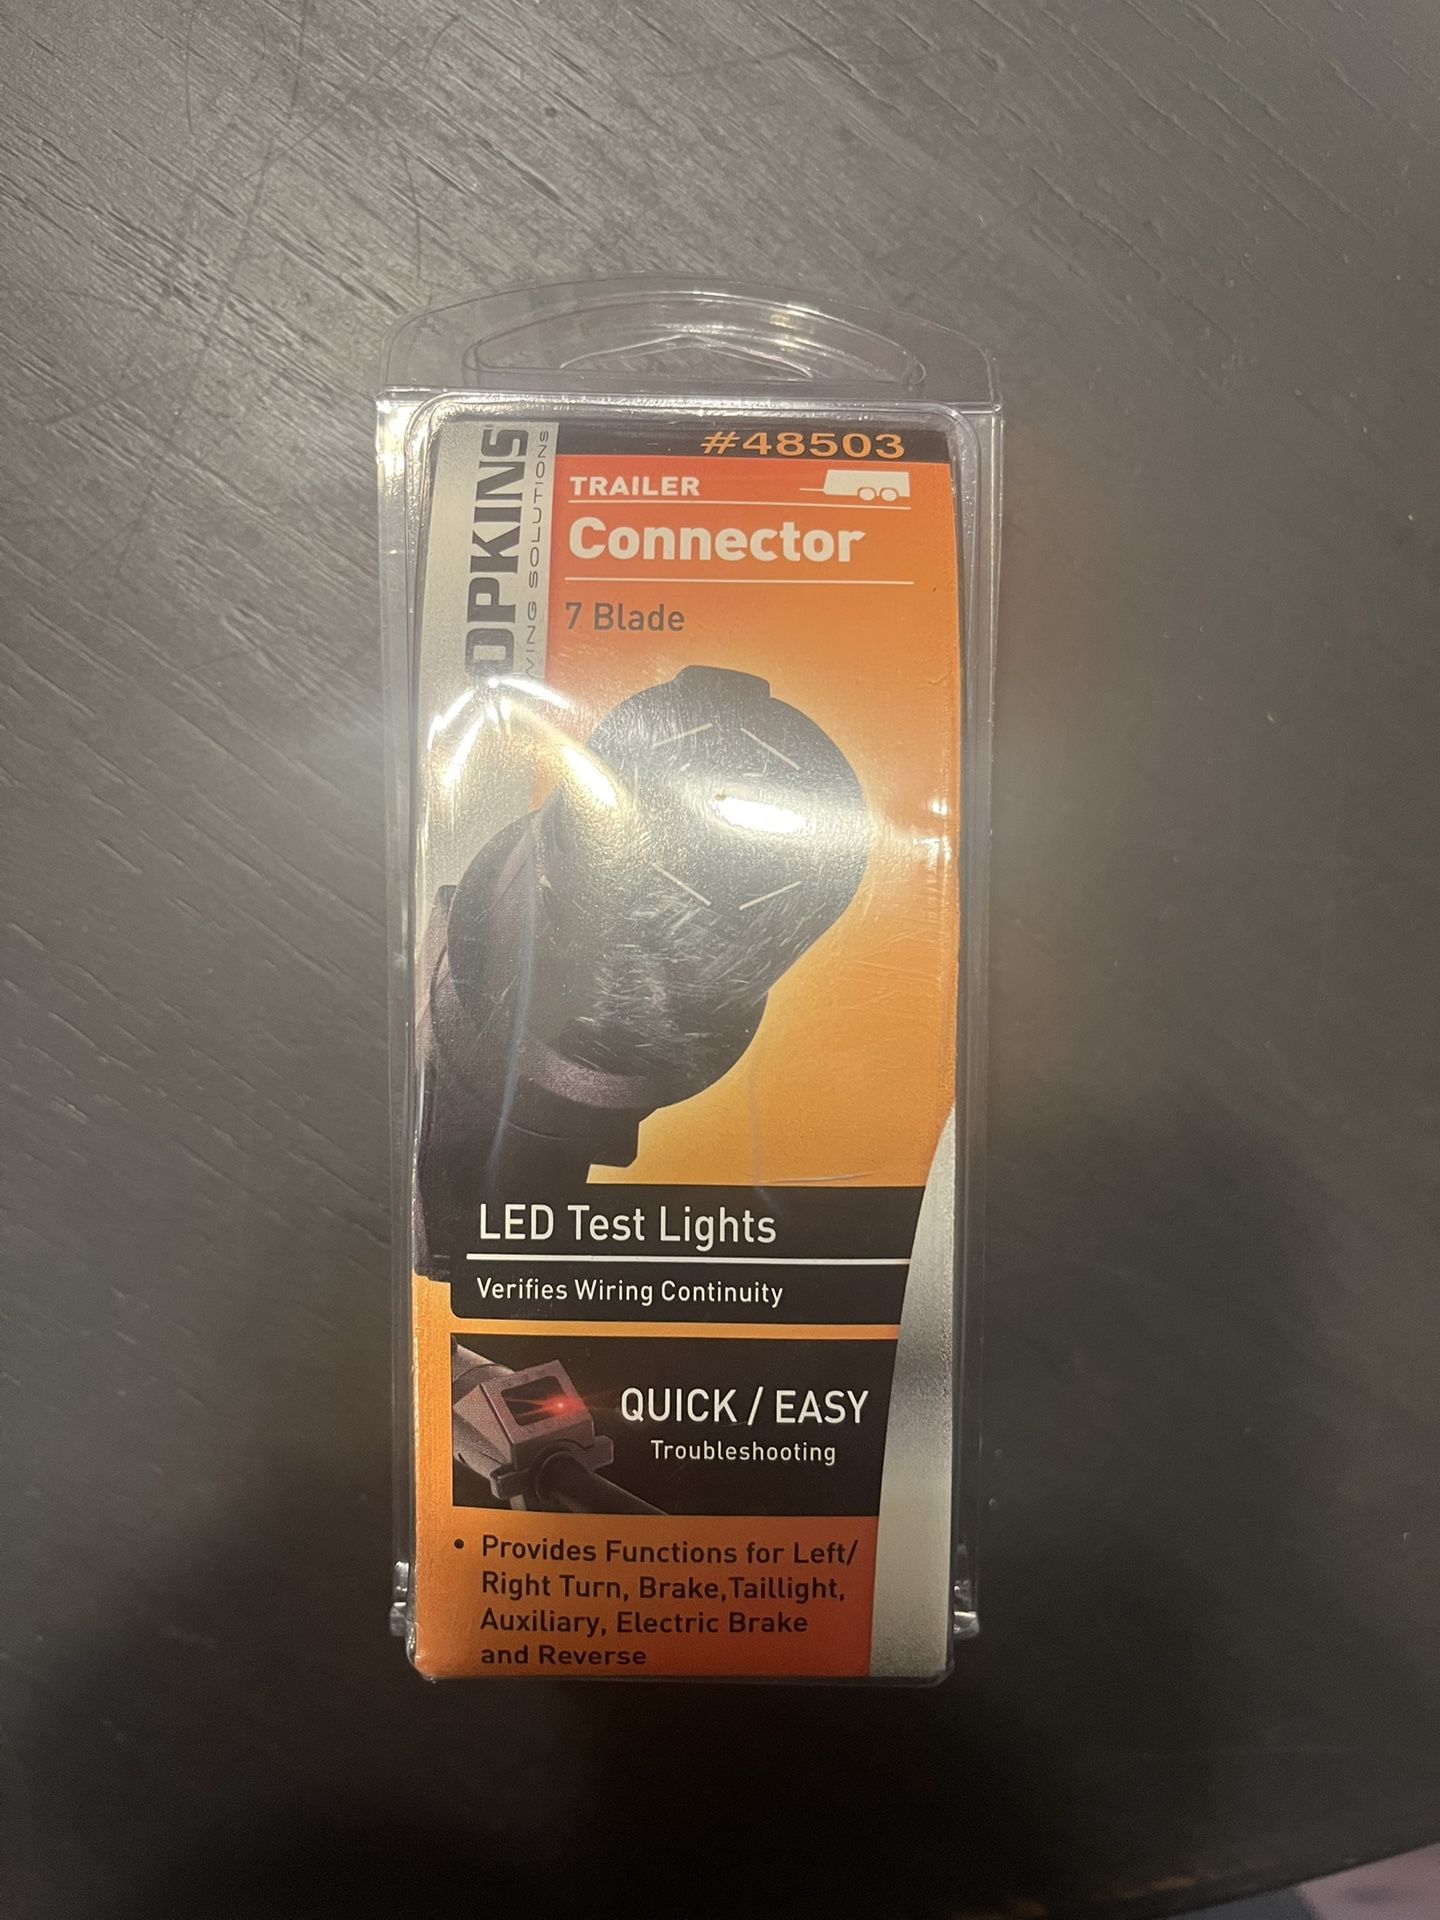 #48503
OPKINS
WING SOLUTIONS
TRAILER
Connector
7 Blade
LED Test Lights
Verifies Wiring Continuity
QUICK / EASY
Troubleshooting
• Provides Functions for Left/
Right Turn, Brake,Taillight,
Auxiliary, Electric Brake
and Reverse